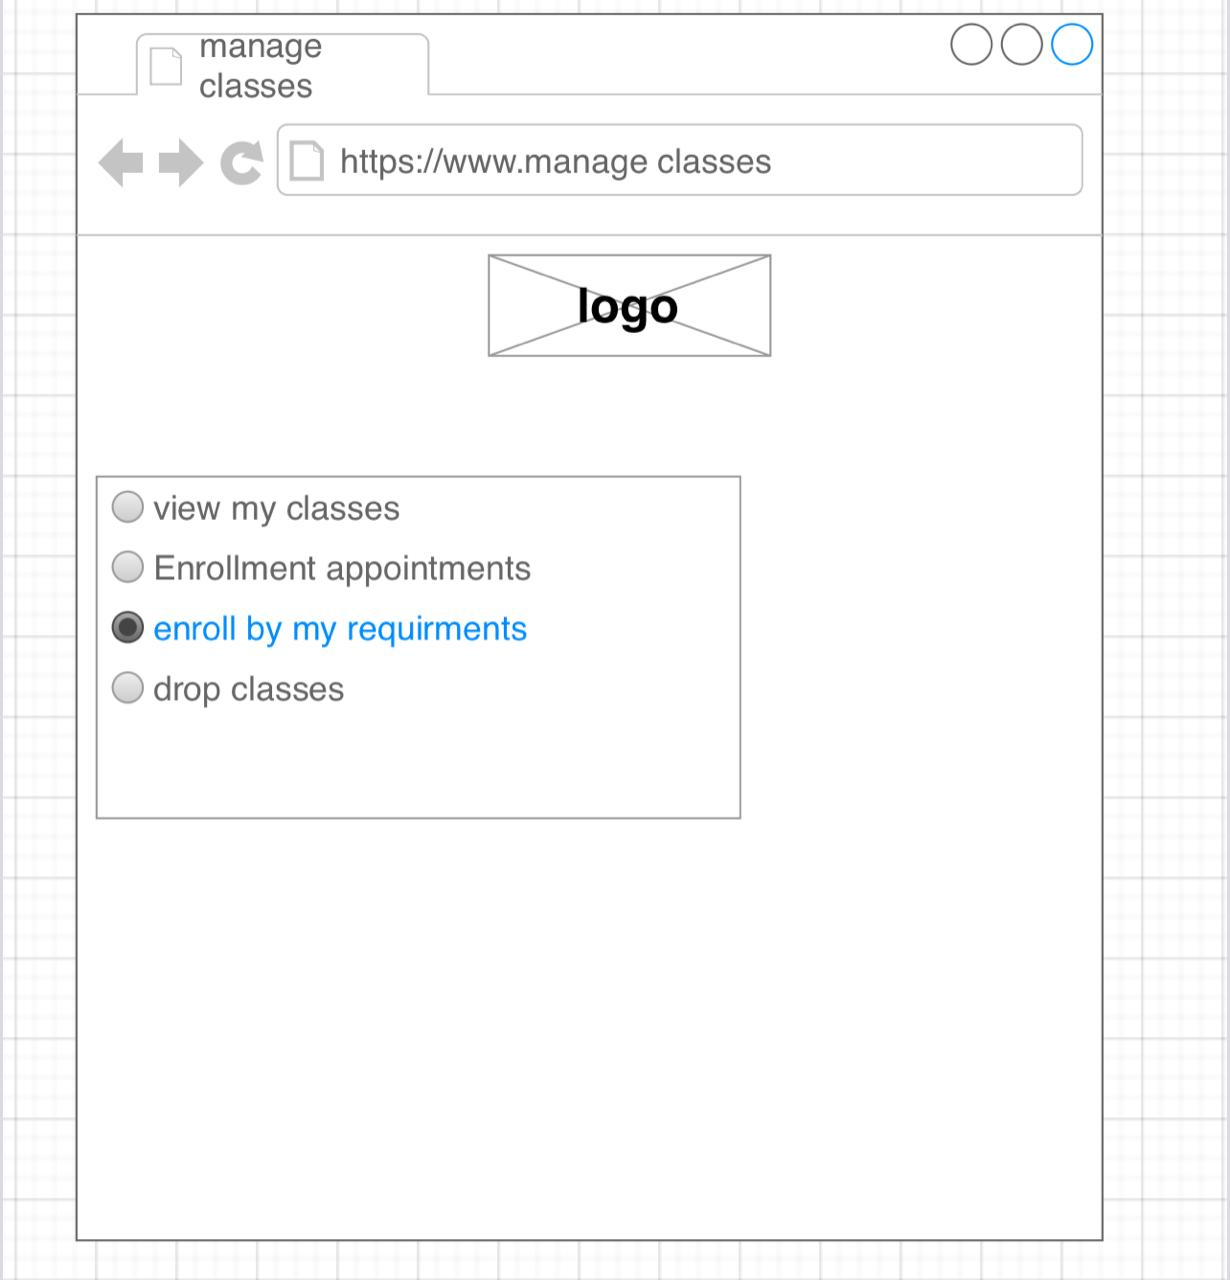 manage
classes
https://www.manage classes
logo
view my classes
Enrollment appointments
enroll by my requirments
drop classes